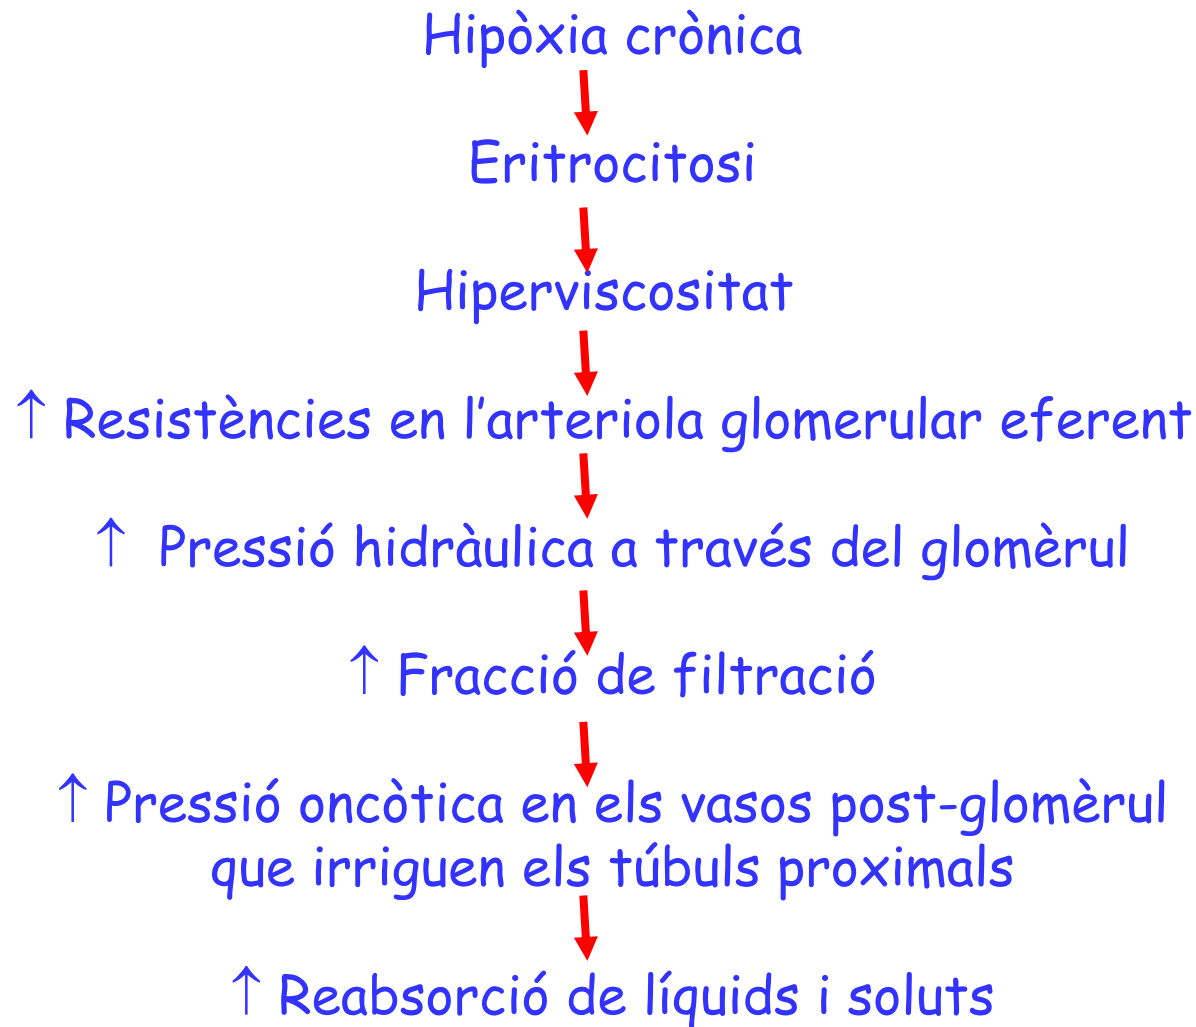 Hipòxia crònica
Eritrocitosi
Hiperviscositat
↑ Resistències en l’arteriola glomerular eferent
↑ Pressió hidràulica a través del glomèrul
↑ Fracció de filtració
↑ Pressió oncòtica en els vasos post-glomèrul
que irriguen els túbuls proximals
↑ Reabsorció de líquids i soluts